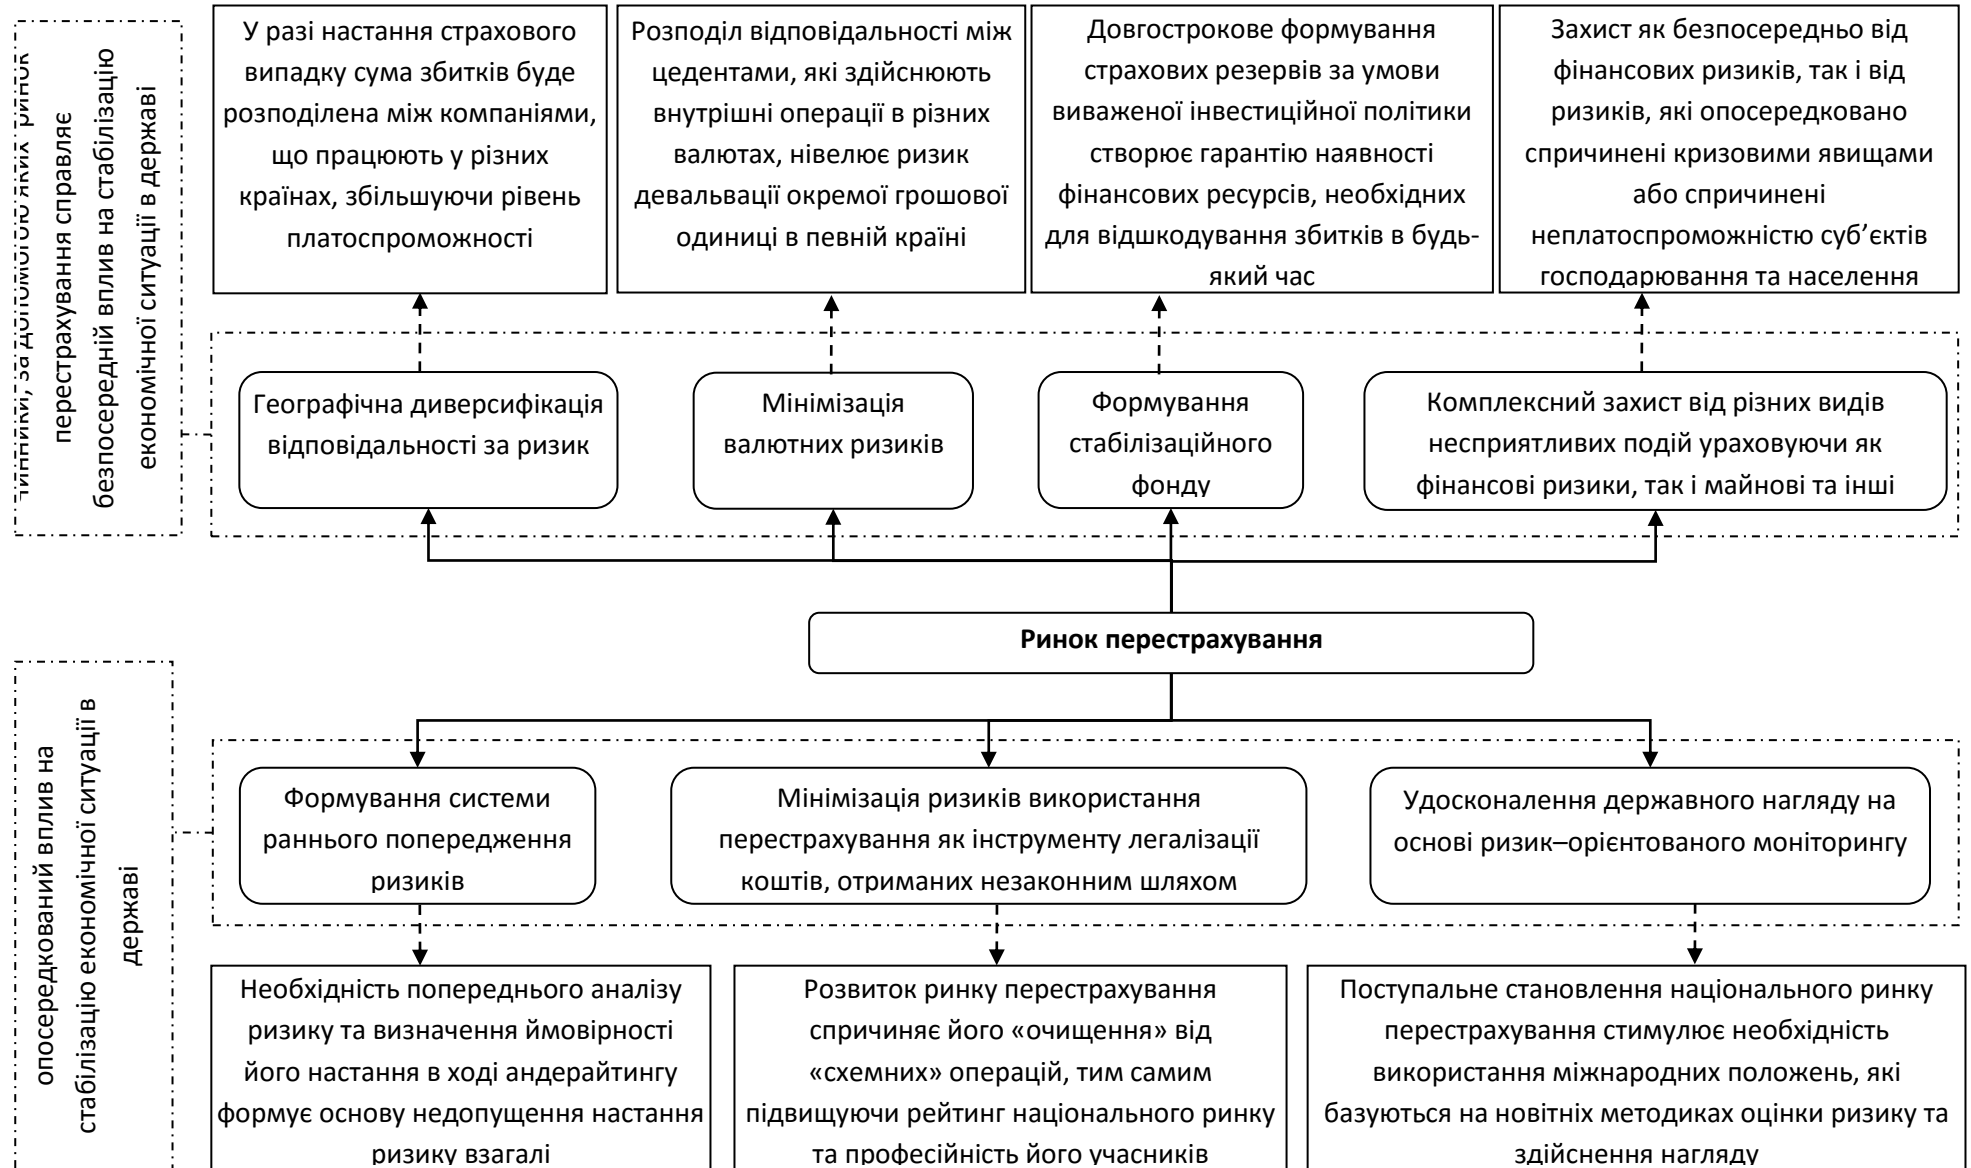 У разі настання страхового
випадку сума збитків буде
розподілена між компаніями,
що працюють у різних
країнах, збільшуючи рівень
платоспроможності
Розподіл відповідальності між
цедентами, які здійснюють
внутрішні операції в різних
валютах, нівелює ризик
девальвації окремої грошової
одиниці в певній країні
Довгострокове формування
страхових резервів за умови
виваженої інвестиційної політики
створює гарантію наявності
фінансових ресурсів, необхідних
для відшкодування збитків в будь-
який час
Захист як безпосередньо від
фінансових ризиків, так і від
ризиків, які опосередковано
спричинені кризовими явищами
або спричинені
неплатоспроможністю суб’єктів
господарювання та населення
за допомогою яких ринок
перестрахування справляє
безпосередній вплив на стабілізацію
економічної ситуації в державі
Географічна диверсифікація
відповідальності за ризик
Мінімізація
валютних ризиків
Формування
стабілізаційного
фонду
Комплексний захист від різних видів
несприятливих подій ураховуючи як
фінансові ризики, так і майнові та інші
Ринок перестрахування
опосередкований вплив на
стабілізацію економічної ситуації в
державі
Формування системи
раннього попередження
ризиків
Мінімізація ризиків використання
перестрахування як інструменту легалізації
коштів, отриманих незаконним шляхом
Удосконалення державного нагляду на
основі ризик–орієнтованого моніторингу
Необхідність попереднього аналізу
ризику та визначення ймовірності
його настання в ході андерайтингу
формує основу недопущення настання
ризику взагалі
Розвиток ринку перестрахування
спричиняє його «очищення» від
«схемних» операцій, тим самим
підвищуючи рейтинг національного ринку
та професійність його учасників
Поступальне становлення національного ринку
перестрахування стимулює необхідність
використання міжнародних положень, які
базуються на новітніх методиках оцінки ризику та
здійснення нагляду